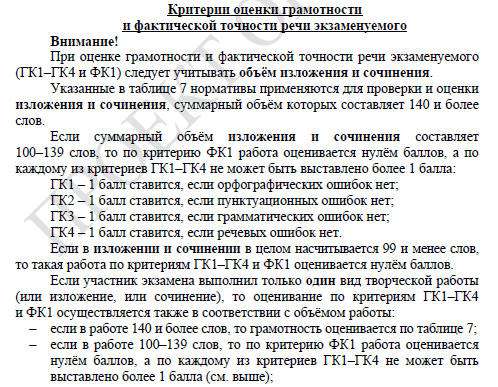 Критерии оценки грамотности
и фактической точности речи экзаменуемого
Внимание!
При оценке грамотности и фактической точности речи экзаменуемого
(ГК1–ГК4 и ФК1) следует учитывать объём изложения и сочинения.
Указанные в таблице 7 нормативы применяются для проверки и оценки
изложения и сочинения, суммарный объём которых составляет 140 и более
слов.
Если суммарный объём изложения и сочинения составляет
100–139 слов, то по критерию ФК1 работа оценивается нулём баллов, а по
каждому из критериев ГК1–ГК4 не может быть выставлено более 1 балла:
ГК1 – 1 балл ставится, если орфографических ошибок нет;
ГК2 – 1 балл ставится, если пунктуационных ошибок нет;
ГК3 – 1 балл ставится, если грамматических ошибок нет;
ГК4 – 1 балл ставится, если речевых ошибок нет.
Если в изложении и сочинении в целом насчитывается 99 и менее слов,
то такая работа по критериям ГК1–ГК4 и ФК1 оценивается нулём баллов.
Если участник экзамена выполнил только один вид творческой работы
(или изложение, или сочинение), то оценивание по критериям ГК1–ГК4
и ФК1 осуществляется также в соответствии с объёмом работы:
– если в работе 140 и более слов, то грамотность оценивается по таблице 7;
– если в работе 100–139 слов, то по критерию ФК1 работа оценивается
нулём баллов, а по каждому из критериев ГК1–ГК4 не может быть
выставлено более 1 балла (см. выше);
ПРОЕКТ